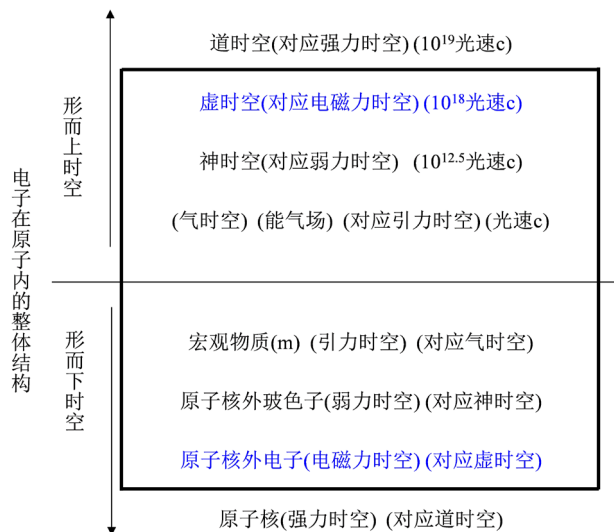 道时空(对应强力时空) (10¹⁹光速c)
虚时空(对应电磁力时空) (10¹⁸光速c)
神时空(对应弱力时空) (10¹²·⁵光速c)
(气时空) (能气场) (对应引力时空) (光速c)
形而上时空
电子在原子内的整体结构
形而下时空
宏观物质(m) (引力时空) (对应气时空)
原子核外玻色子(弱力时空) (对应神时空)
原子核外电子(电磁力时空) (对应虚时空)
原子核(强力时空) (对应道时空)